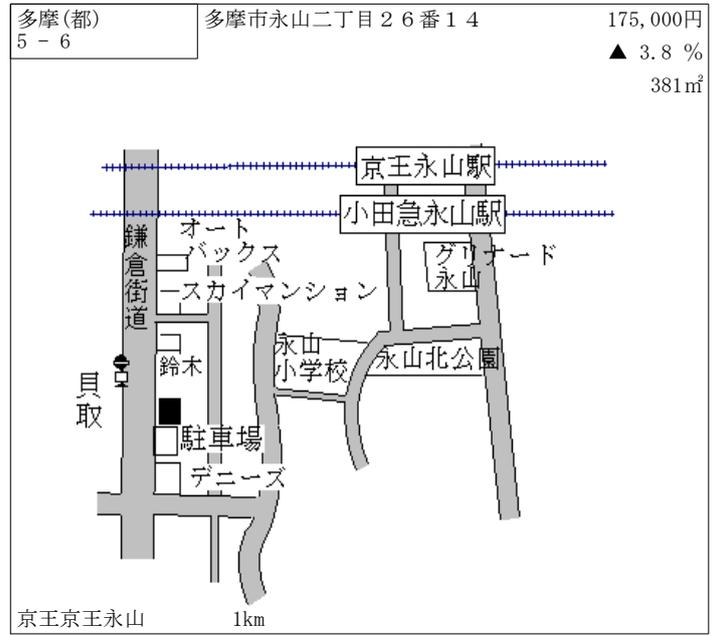 多摩(都)
5 - 6
多摩市永山二丁目２６番１４
175,000円
▲ 3.8 %
381㎡
京王永山駅
小田急永山駅
鎌倉街道
オート
バックス
グリナード
永山
スカイマンション
永山
小学校
永山北公園
鈴木
貝取
駐車場
デニーズ
京王京王永山
1km